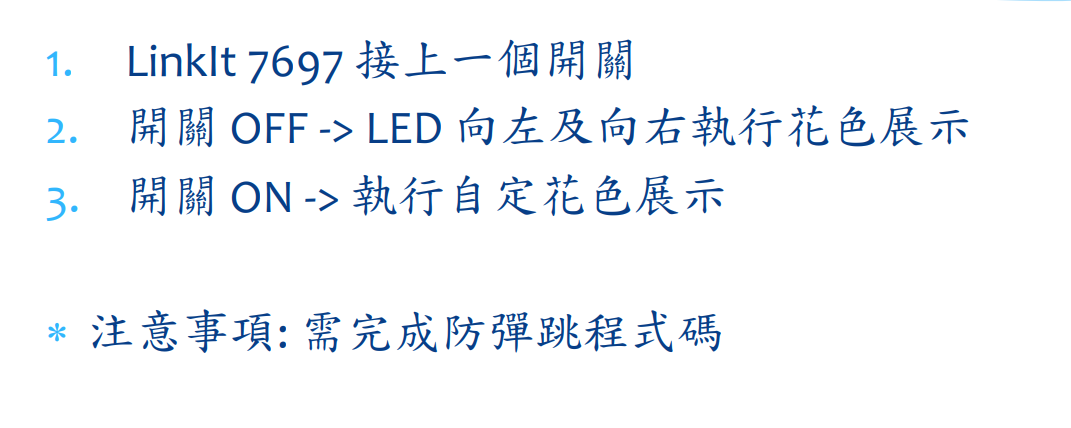 1. LinkIt 7697 接上一個開關
2. 開關 OFF -> LED 向左及向右執行花色展示
3. 開關 ON -> 執行自定花色展示
* 注意事項: 需完成防彈跳程式碼